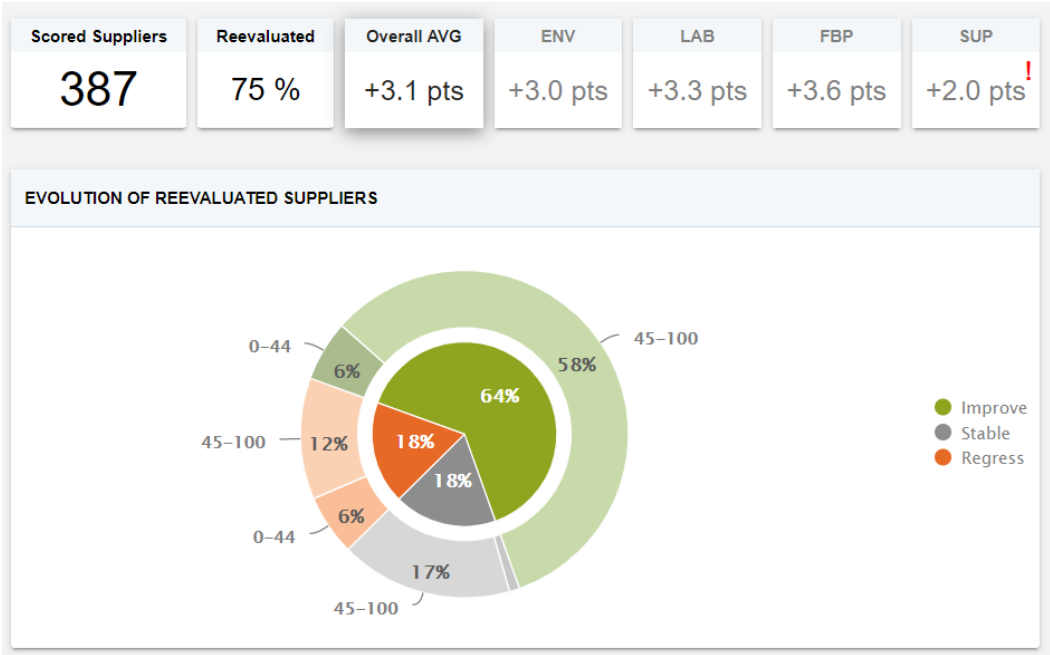 Scored Suppliers
387
Reevaluated
75 %
Overall AVG
+3.1 pts
ENV
+3.0 pts
LAB
+3.3 pts
FBP
+3.6 pts
SUP
!
+2.0 pts
EVOLUTION OF REEVALUATED SUPPLIERS
0–44
6%
45–100
58%
64%
45–100
12%
18%
18%
0–44
6%
17%
45–100
Improve
Stable
Regress